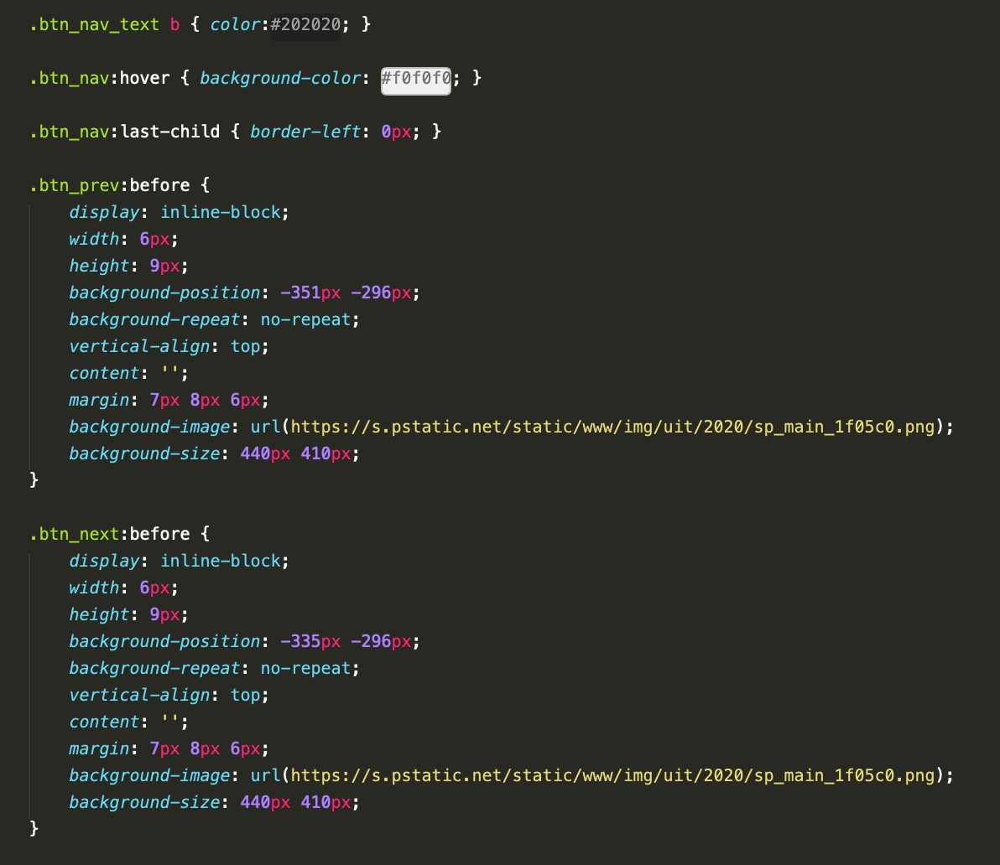 .btn_nav_text b { color:#202020; }
.btn_nav:hover { background-color: #f0f0f0; }
.btn_nav:last-child { border-left: 0px; }
.btn_prev:before {
display: inline-block;
width: 6px;
height: 9px;
background-position: -351px -296px;
background-repeat: no-repeat;
vertical-align: top;
content: '';
margin: 7px 8px 6px;
background-image: url(https://s.pstatic.net/static/www/img/uit/2020/sp_main_1f05c0.png);
background-size: 440px 410px;
}
.btn_next:before {
display: inline-block;
width: 6px;
height: 9px;
background-position: -335px -296px;
background-repeat: no-repeat;
vertical-align: top;
content: '';
margin: 7px 8px 6px;
background-image: url(https://s.pstatic.net/static/www/img/uit/2020/sp_main_1f05c0.png);
background-size: 440px 410px;
}